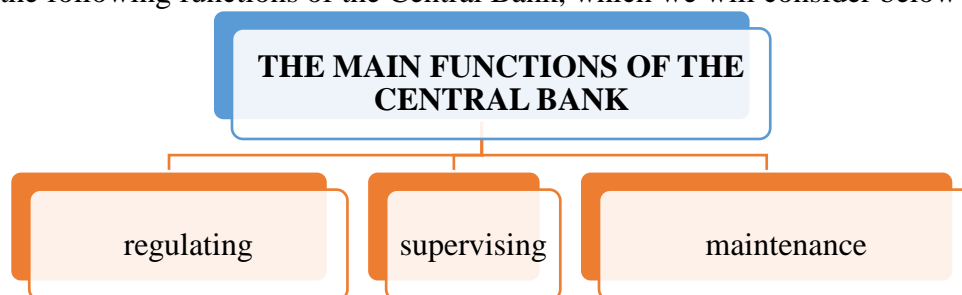 the following functions of the Central Bank, which we will consider below
THE MAIN FUNCTIONS OF THE
CENTRAL BANK
regulating
supervising
maintenance